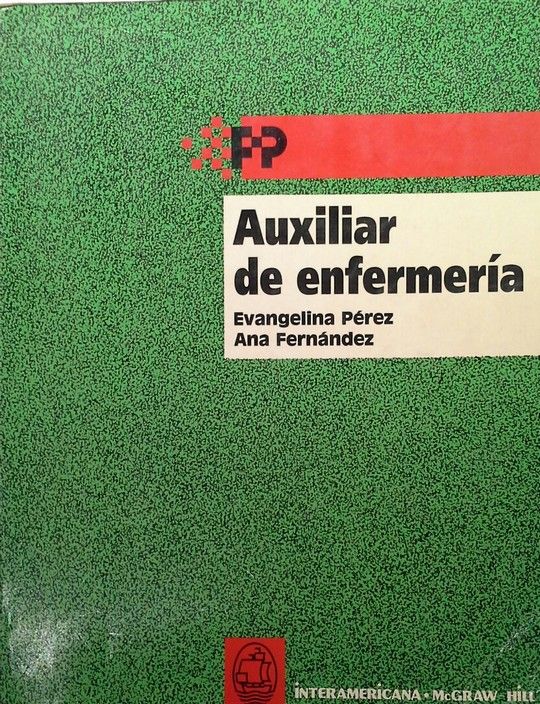 FP
Auxiliar
de enfermería
Evangelina Pérez
Ana Fernández
INTERAMERICANA • McGRAW-HILL